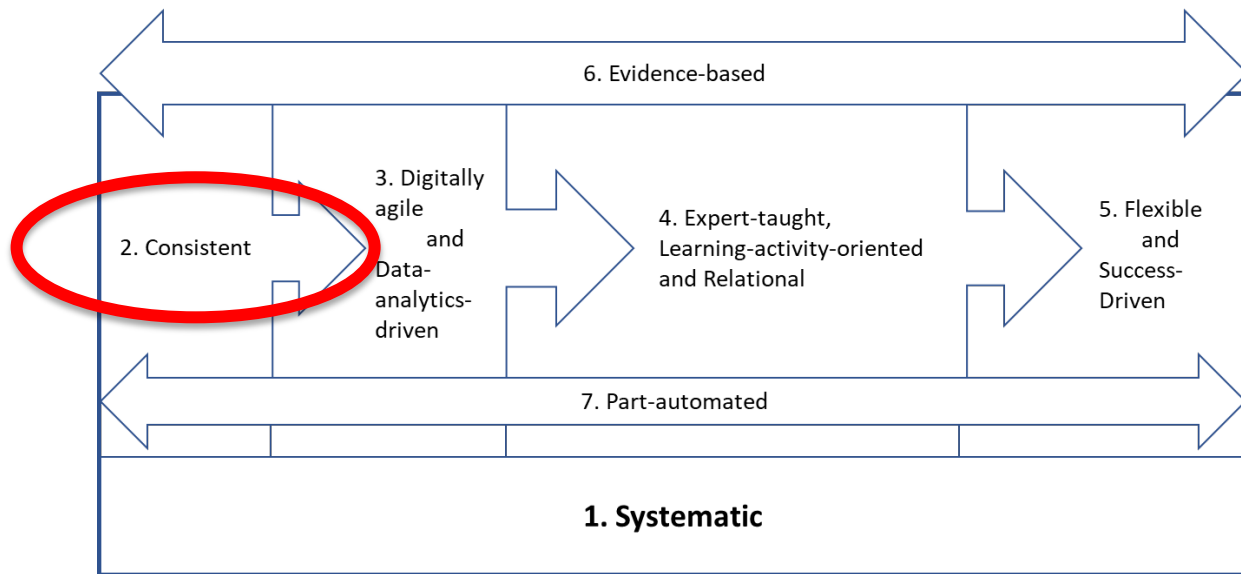 6. Evidence-based
2. Consistent
3. Digitally
agile
and
Data-
analytics-
driven
4. Expert-taught,
Learning-activity-oriented
and Relational
5. Flexible
and
Success-
Driven
7. Part-automated
1. Systematic